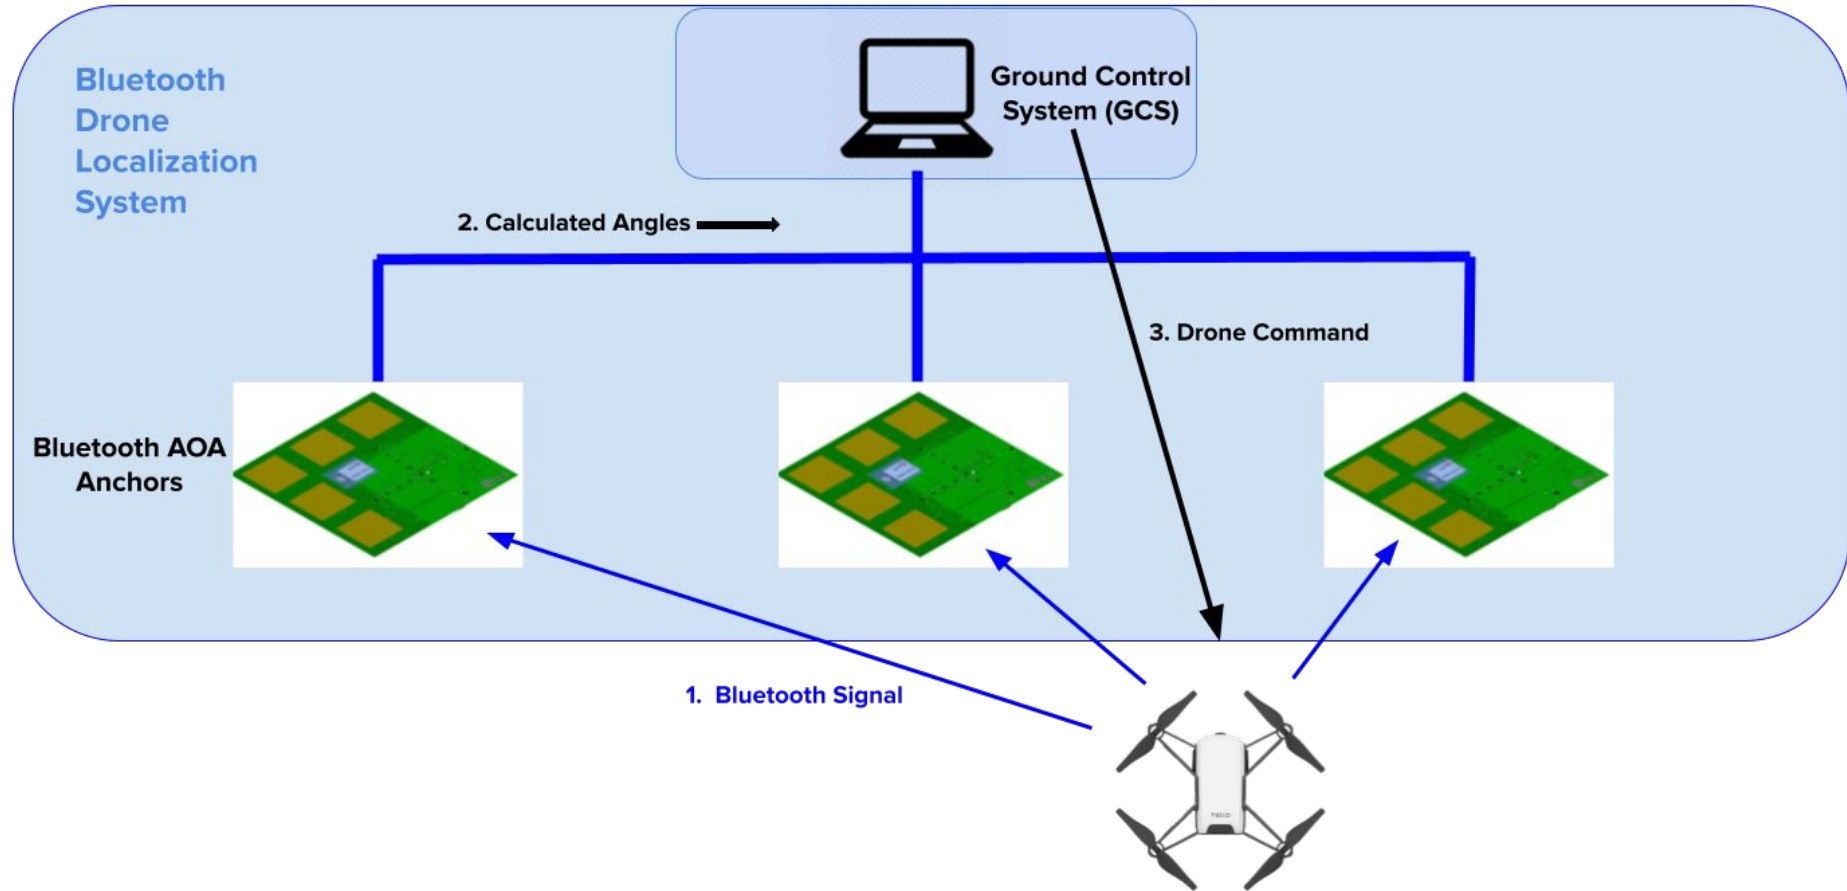 Bluetooth
Drone
Localization
System
Ground Control
System (GCS)
2. Calculated Angles
3. Drone Command
Bluetooth AOA
Anchors
1. Bluetooth Signal